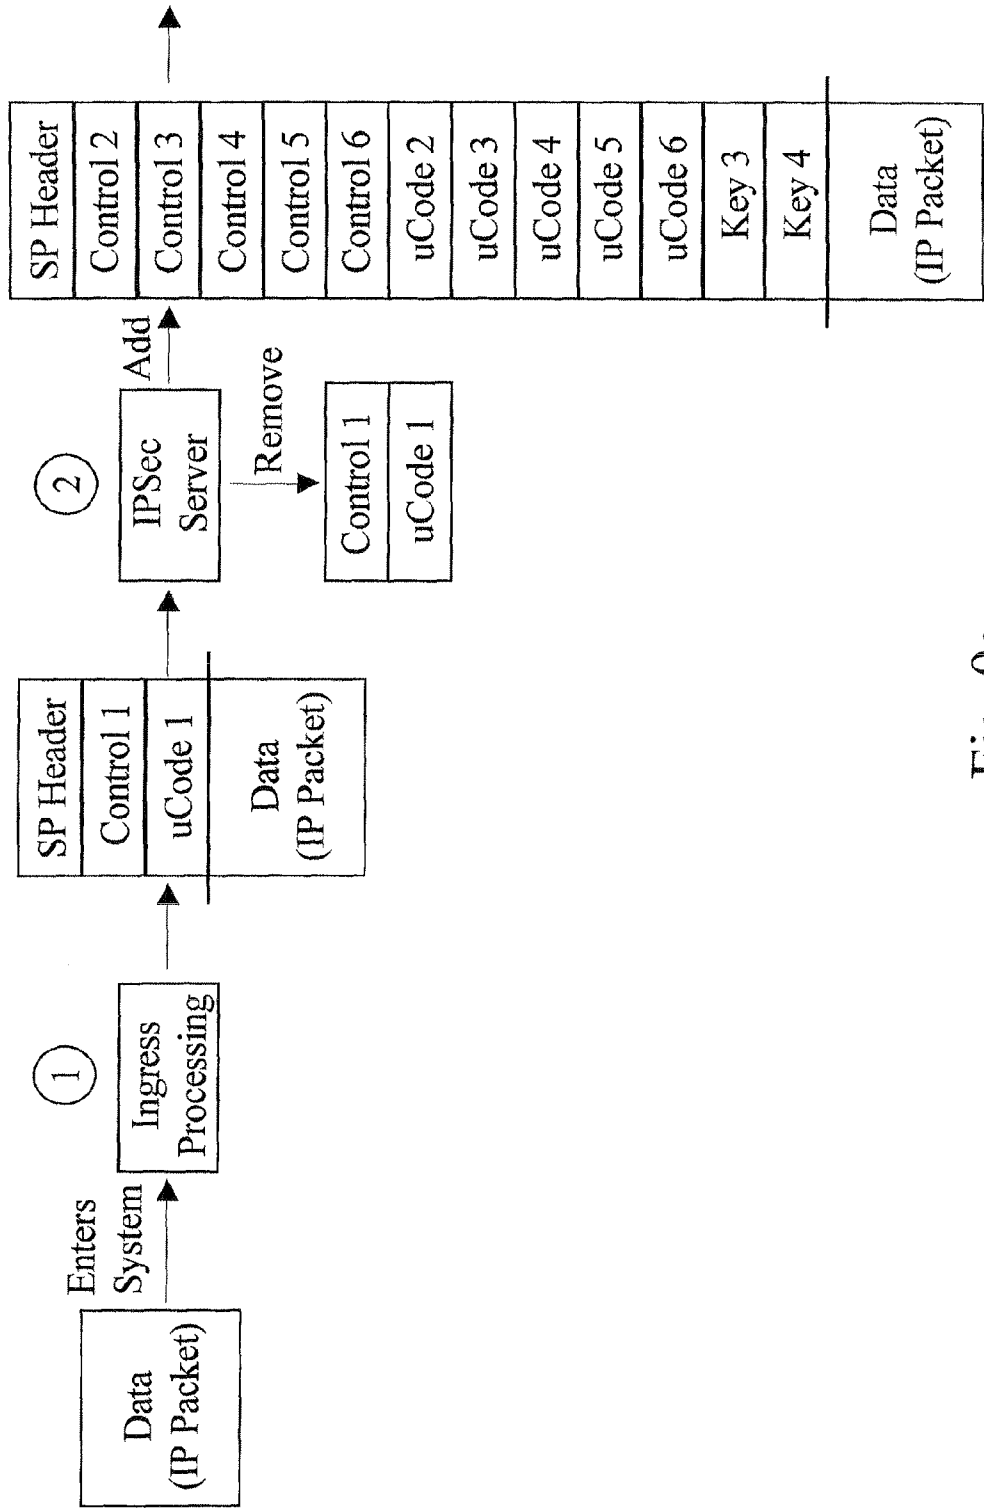 Data
(IP Packet)
Enters
System
1
Ingress
Processing
SP Header
Control 1
uCode 1
Data
(IP Packet)
2
IPSec
Server
Add
Remove
Control 1
uCode 1
SP Header
Control 2
Control 3
Control 4
Control 5
Control 6
uCode 2
uCode 3
uCode 4
uCode 5
uCode 6
Key 3
Key 4
Data
(IP Packet)